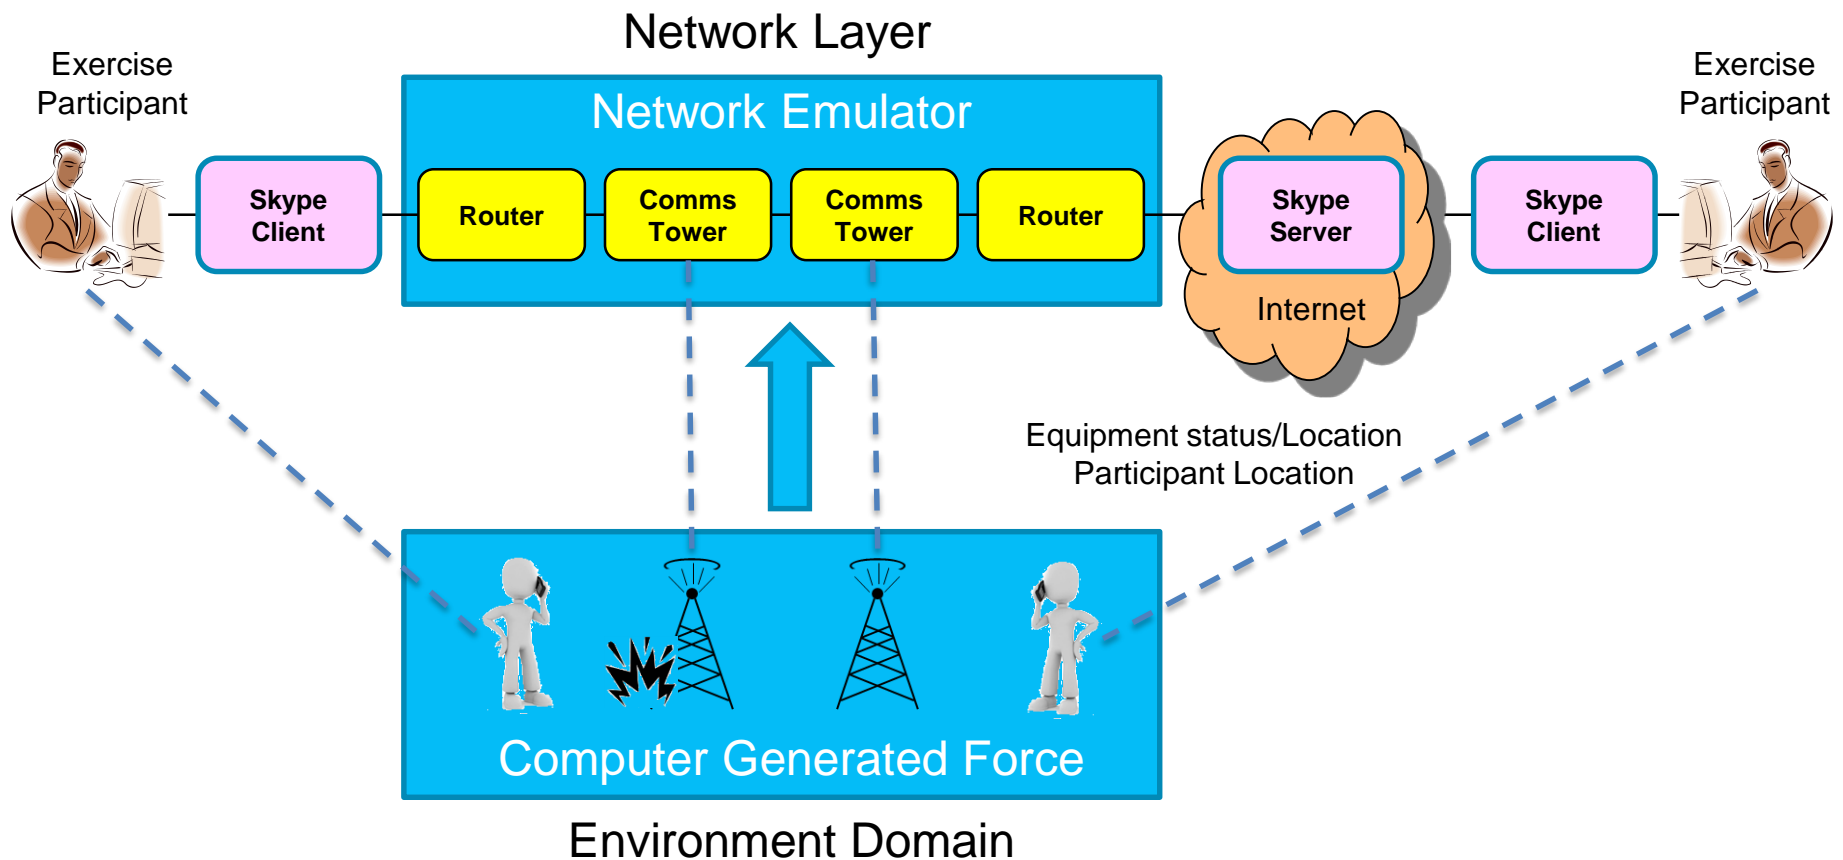 Network Layer
Exercise
Participant
Exercise
Participant
Network Emulator
Skype
Client
Router
Comms
Tower
Comms
Tower
Router
Skype
Server
Skype
Client
Internet
Equipment status/Location
Participant Location
Computer Generated Force
Environment Domain